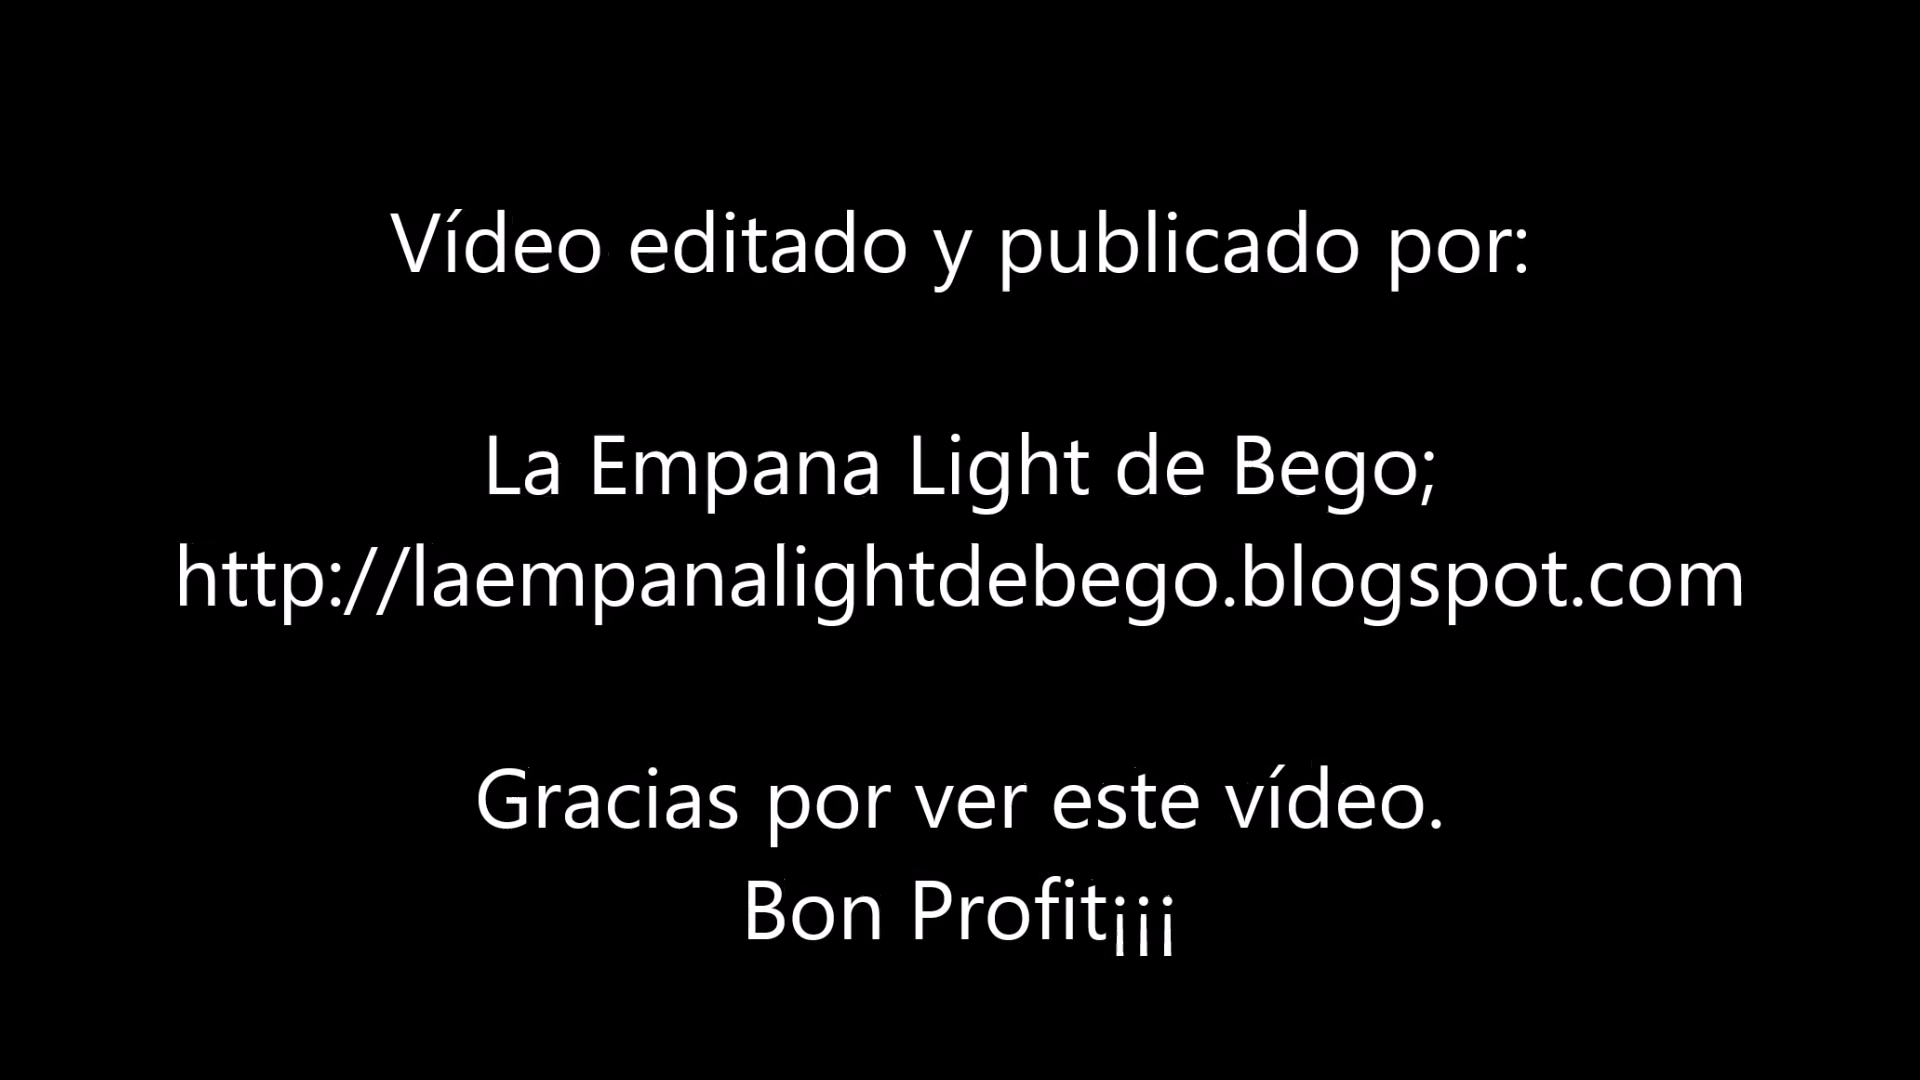 Vídeo editado y publicado por:
La Empana Light de Bego;
http://laempanalightdebego.blogspot.com
Gracias por ver este vídeo.
Bon Profit¡¡¡